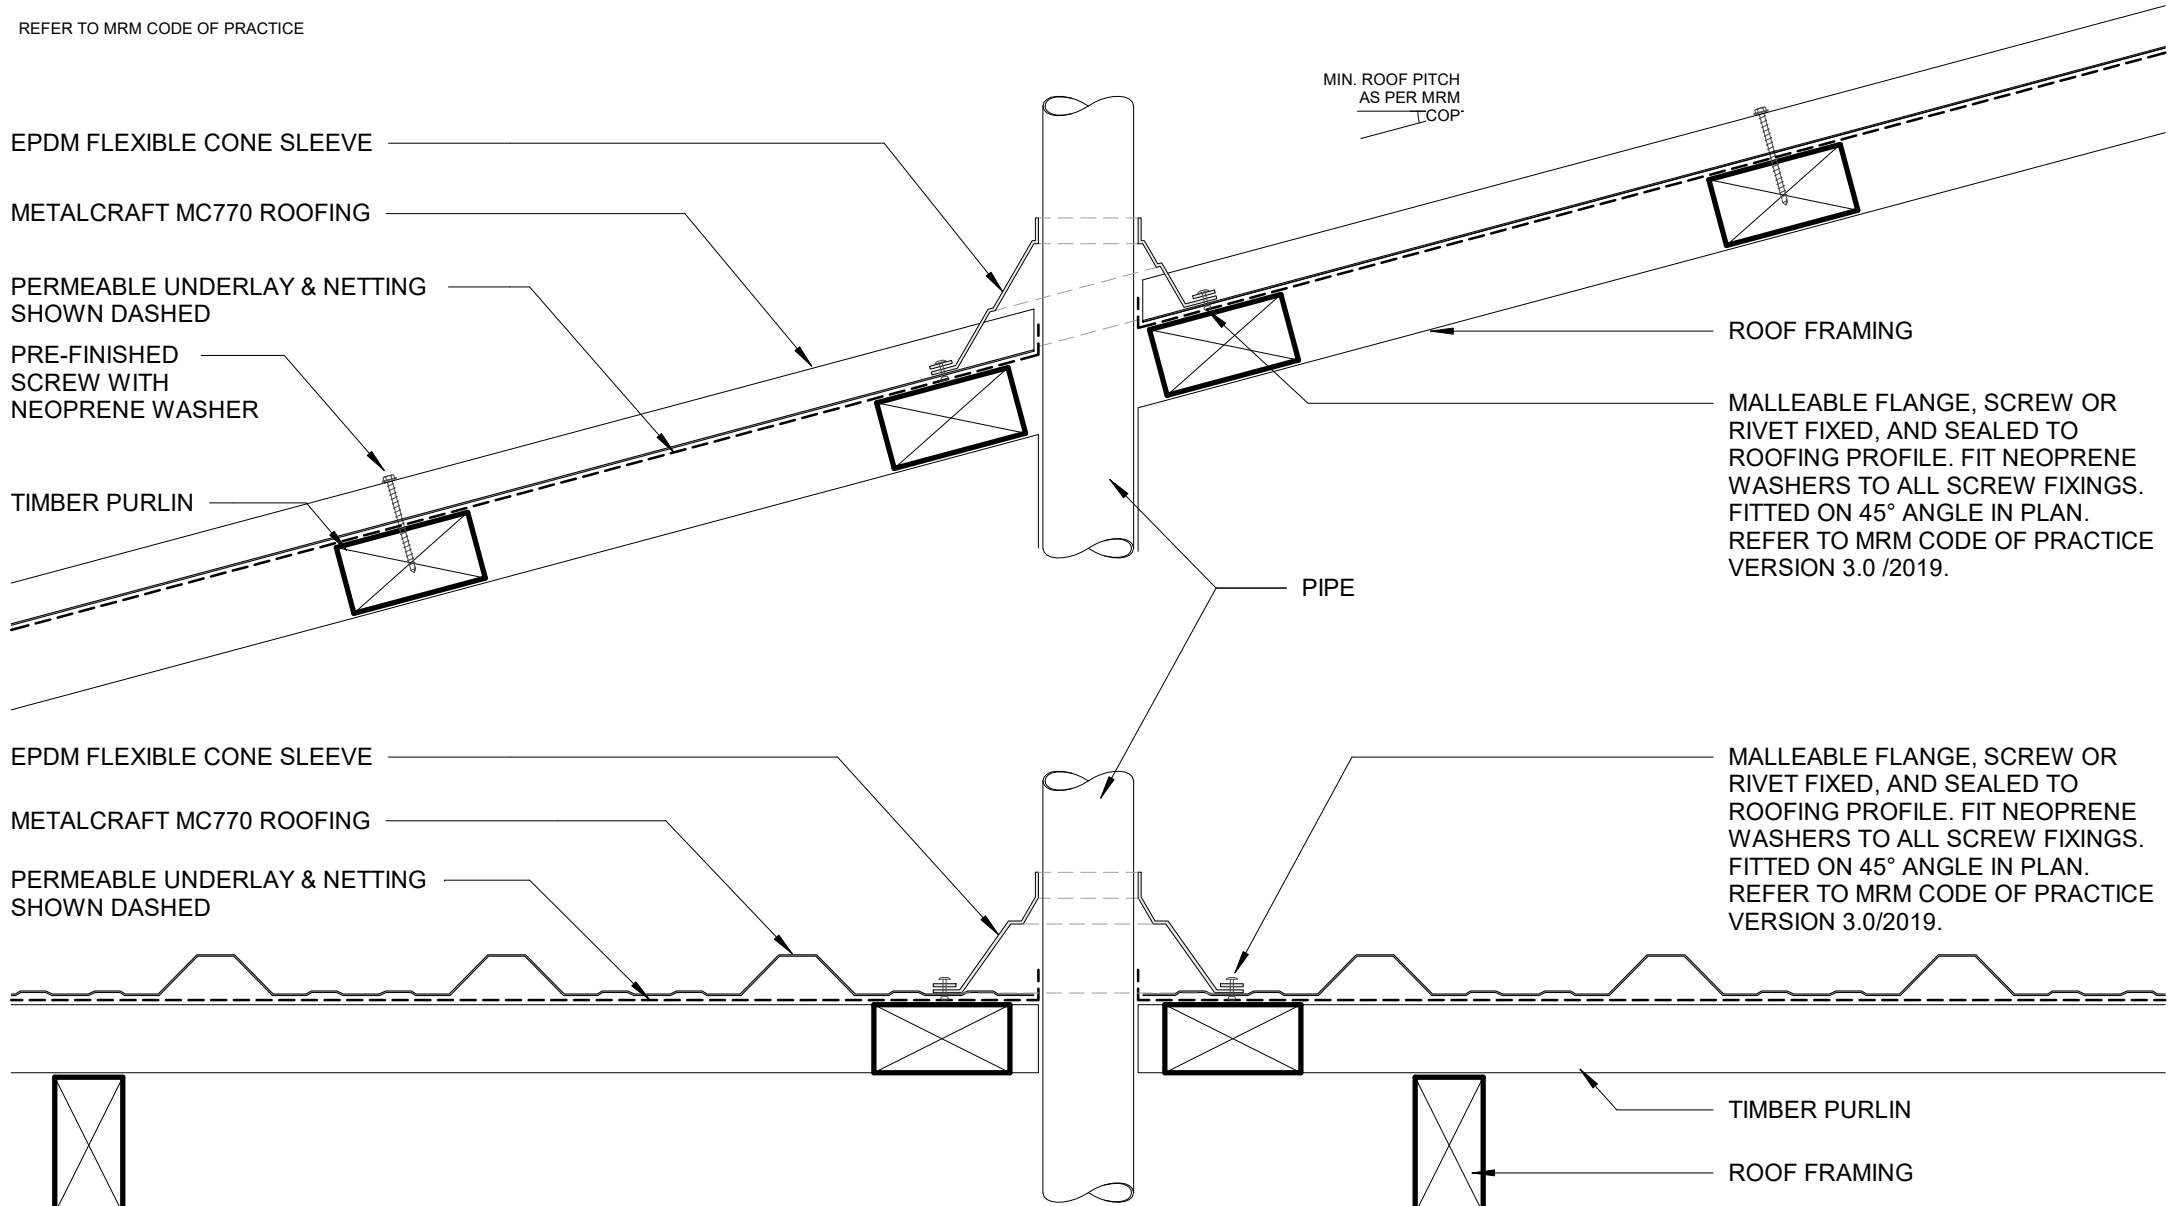 REFER TO MRM CODE OF PRACTICE
MIN. ROOF PITCH
AS PER MRM
COP
EPDM FLEXIBLE CONE SLEEVE
METALCRAFT MC770 ROOFING
PERMEABLE UNDERLAY & NETTING
SHOWN DASHED
PRE-FINISHED
SCREW WITH
NEOPRENE WASHER
TIMBER PURLIN
ROOF FRAMING
MALLEABLE FLANGE, SCREW OR
RIVET FIXED, AND SEALED TO
ROOFING PROFILE. FIT NEOPRENE
WASHERS TO ALL SCREW FIXINGS.
FITTED ON 45° ANGLE IN PLAN.
REFER TO MRM CODE OF PRACTICE
VERSION 3.0 /2019.
PIPE
EPDM FLEXIBLE CONE SLEEVE
METALCRAFT MC770 ROOFING
PERMEABLE UNDERLAY & NETTING
SHOWN DASHED
MALLEABLE FLANGE, SCREW OR
RIVET FIXED, AND SEALED TO
ROOFING PROFILE. FIT NEOPRENE
WASHERS TO ALL SCREW FIXINGS.
FITTED ON 45° ANGLE IN PLAN.
REFER TO MRM CODE OF PRACTICE
VERSION 3.0/2019.
TIMBER PURLIN
ROOF FRAMING